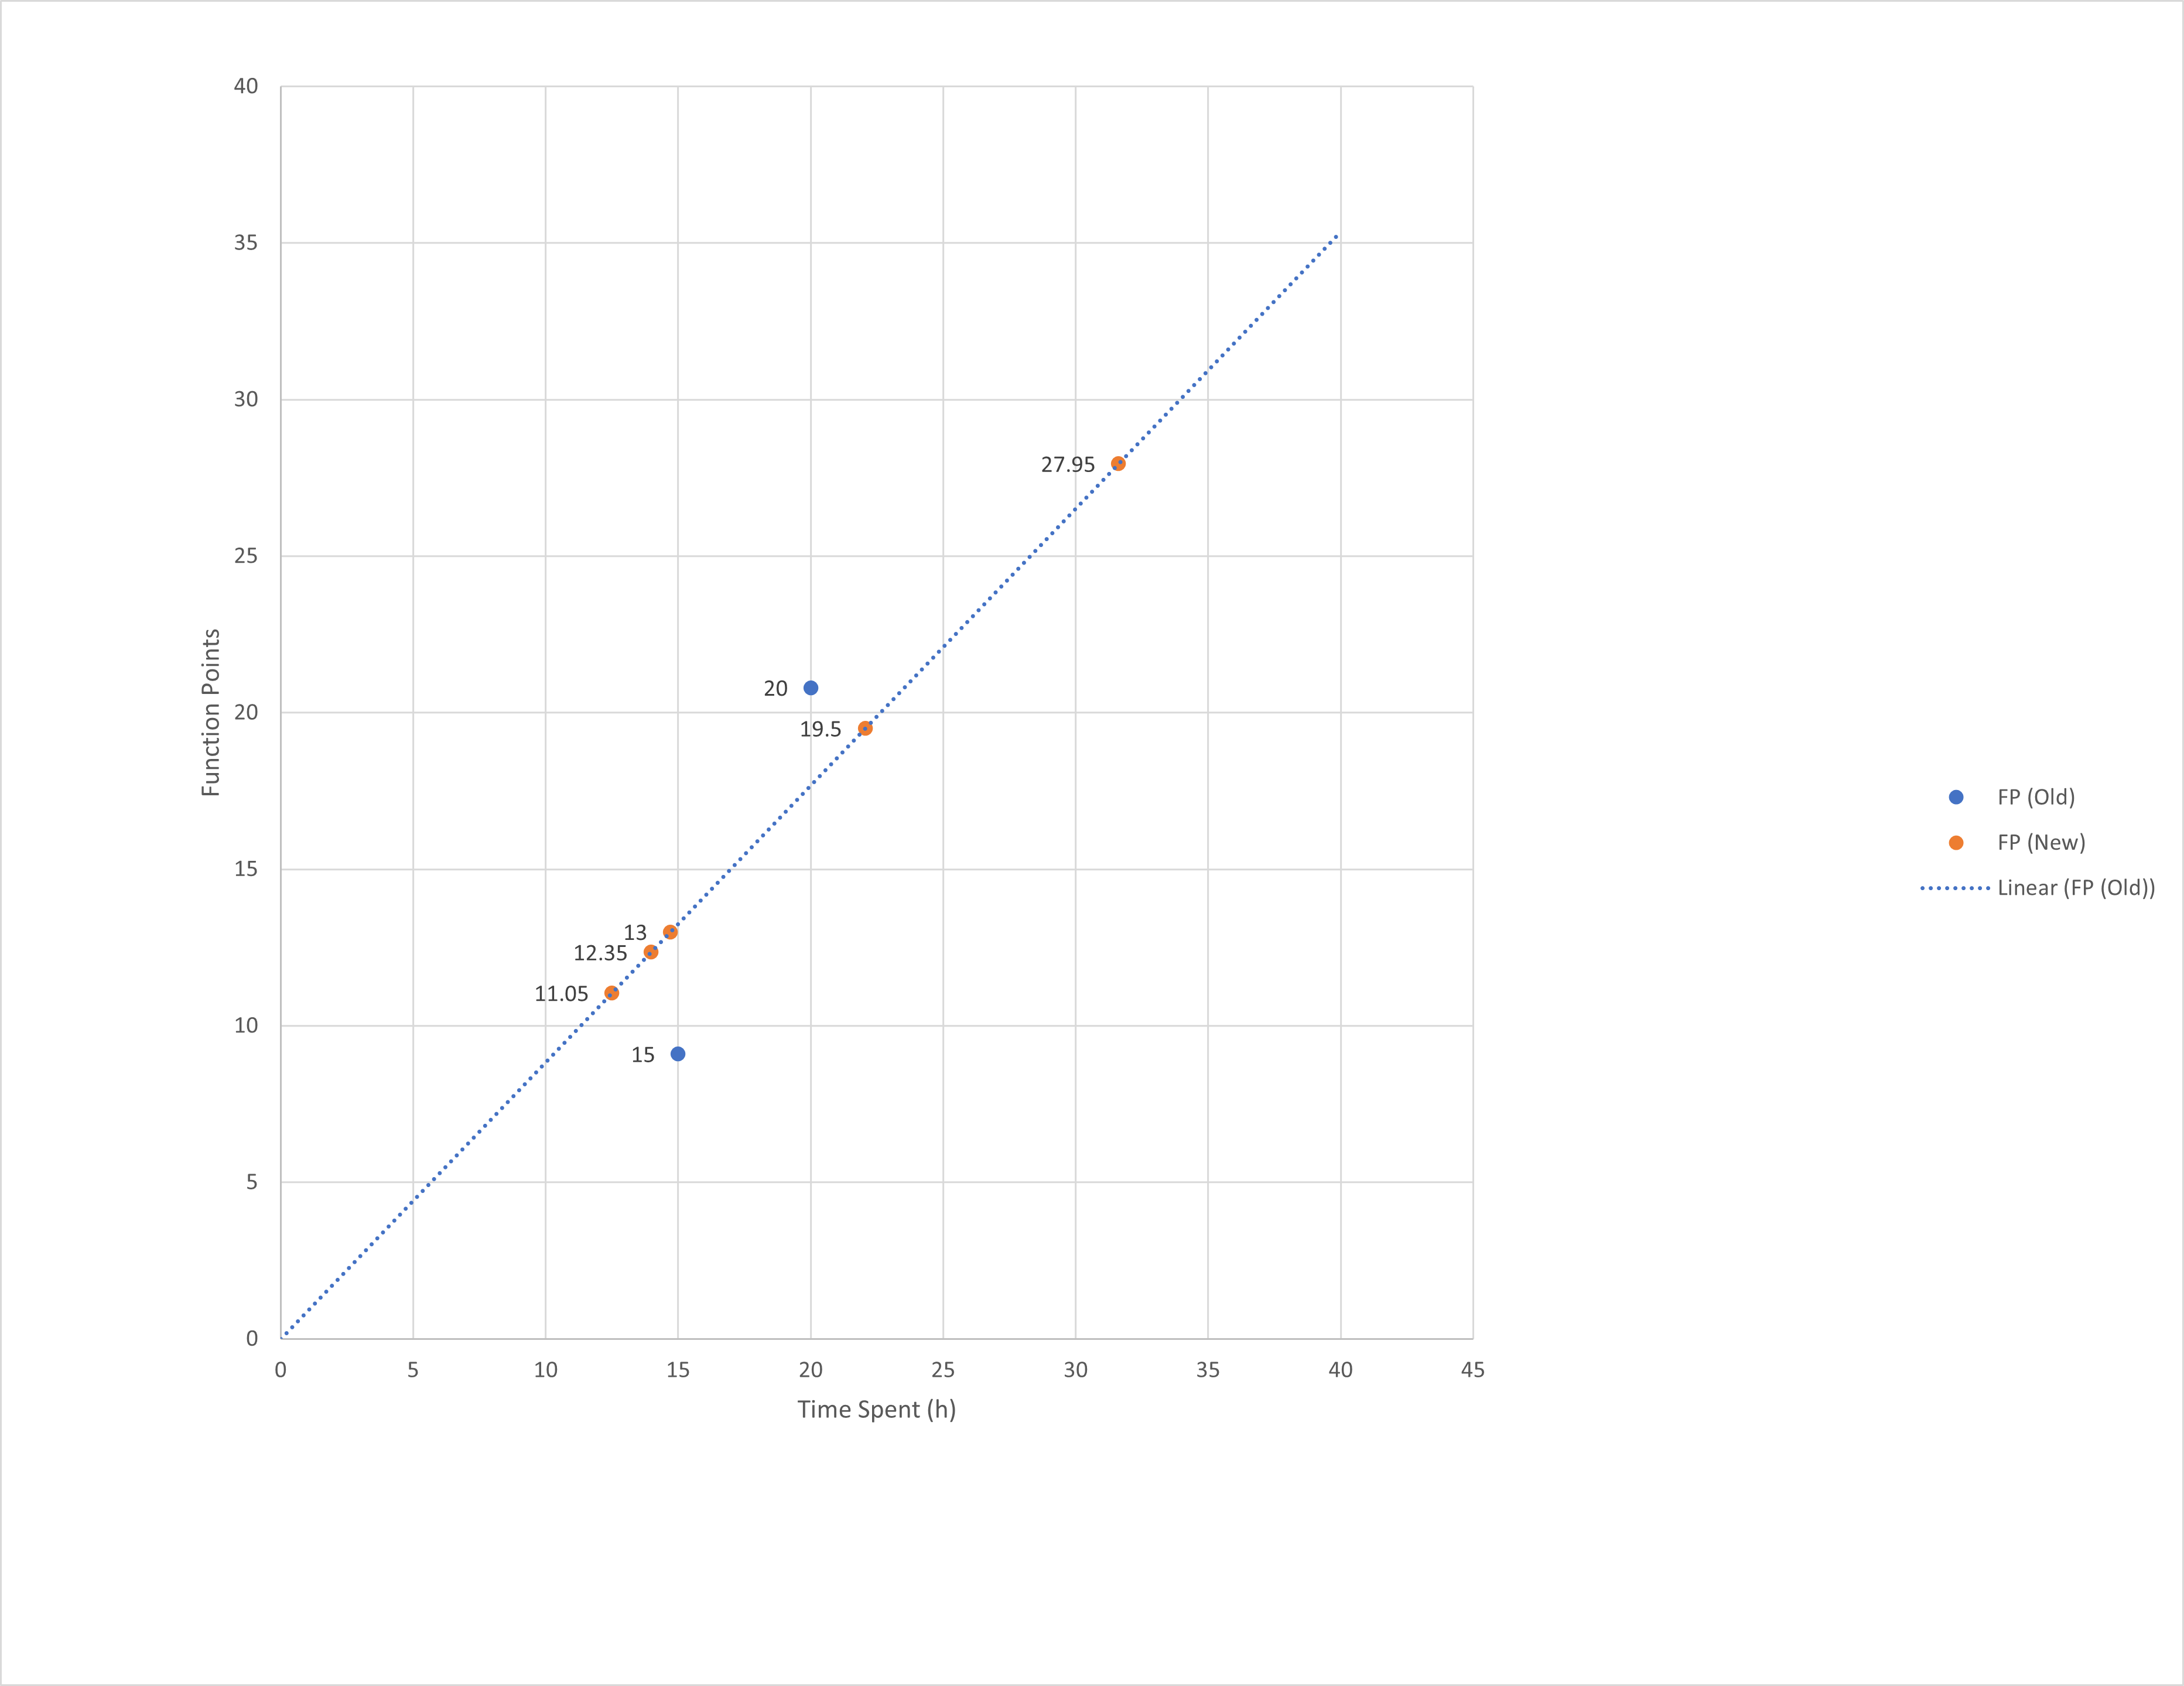 40
35
30
27.95
25
20
20
19.5
15
13
12.35
11.05
10
15
5
0
0 5 10 15 20 25 30 35 40 45
Time Spent (h)
Function Points
FP (Old)
FP (New)
Linear (FP (Old))